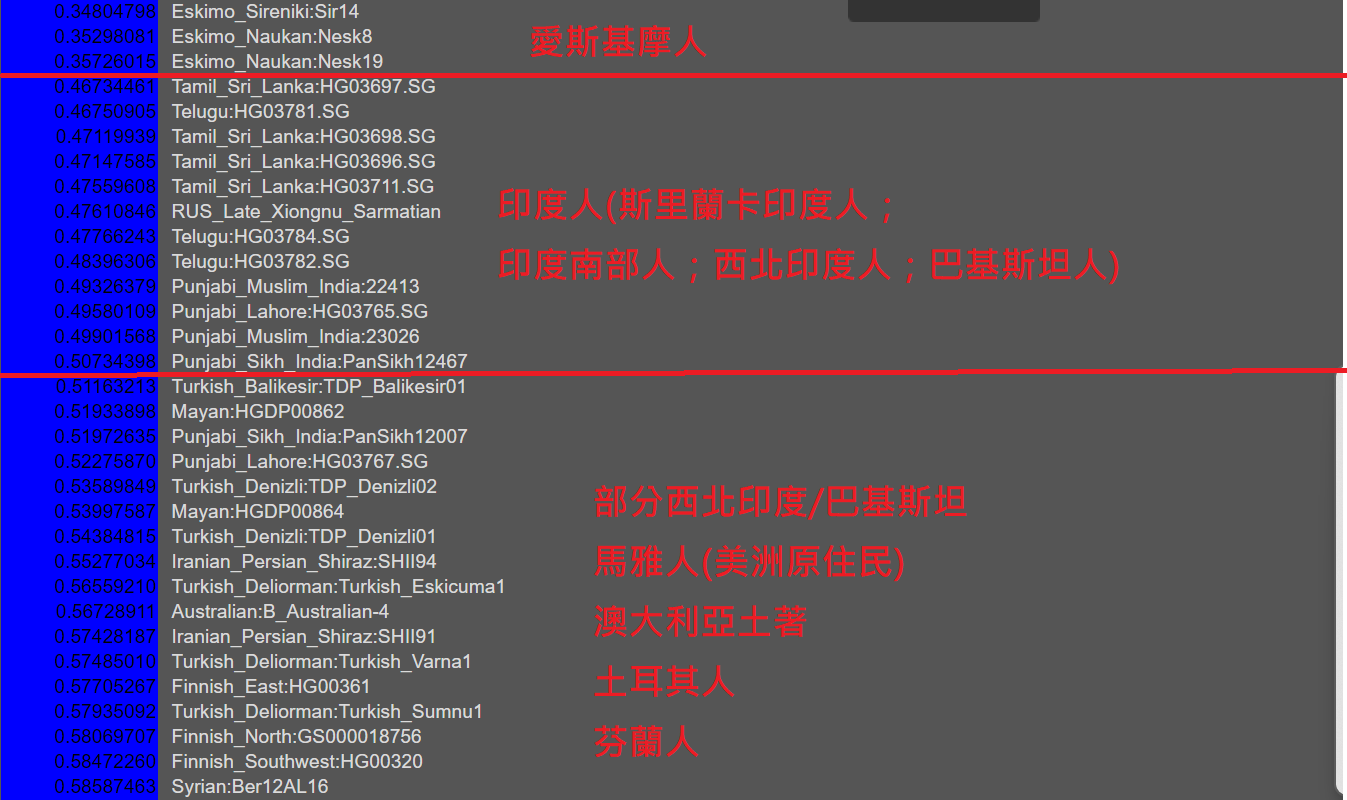 0.34804798 Eskimo_Sireniki:Sir14
0.35298081 Eskimo_Naukan:Nesk8
愛斯基摩人
0.35726015 Eskimo_Naukan:Nesk19
0.46734461 Tamil_Sri_Lanka:HG03697.SG
0.46750905 Telugu:HG03781.SG
0.47119939 Tamil_Sri_Lanka:HG03698.SG
0.47147585 Tamil_Sri_Lanka:HG03696.SG
0.47559608 Tamil_Sri_Lanka:HG03711.SG
印度人(斯里蘭卡印度人;
0.47610846 RUS_Late_Xiongnu_Sarmatian
0.47766243 Telugu:HG03784.SG
0.48396306 Telugu:HG03782.SG
印度南部人;西北印度人;巴基斯坦人)
0.49326379 Punjabi_Muslim_India:22413
0.49580109 Punjabi_Lahore:HG03765.SG
0.49901568 Punjabi_Muslim_India:23026
0.50734398 Punjabi_Sikh_India:PanSikh12467
0.51163213 Turkish_Balikesir:TDP_Balikesir01
0.51933898 Mayan:HGDP00862
0.51972635 Punjabi_Sikh_India:PanSikh12007
0.52275870 Punjabi_Lahore:HG03767.SG
0.53589849 Turkish_Denizli:TDP_Denizli02
部分西北印度/巴基斯坦
0.53997587 Mayan:HGDP00864
0.54384815 Turkish_Denizli:TDP_Denizli01
0.55277034 Iranian_Persian_Shiraz:SHII94
馬雅人(美洲原住民)
0.56559210 Turkish_Deliorman:Turkish_Eskicuma1
0.56728911 Australian:B_Australian-4
澳大利亞土著
0.57428187 Iranian_Persian_Shiraz:SHII91
0.57485010 Turkish_Deliorman:Turkish_Varna1
0.57705267 Finnish_East:HG00361
土耳其人
0.57935092 Turkish_Deliorman:Turkish_Sumnu1
0.58069707 Finnish_North:GS000018756
芬蘭人
0.58472260 Finnish_Southwest:HG00320
0.58587463 Syrian:Ber12AL16